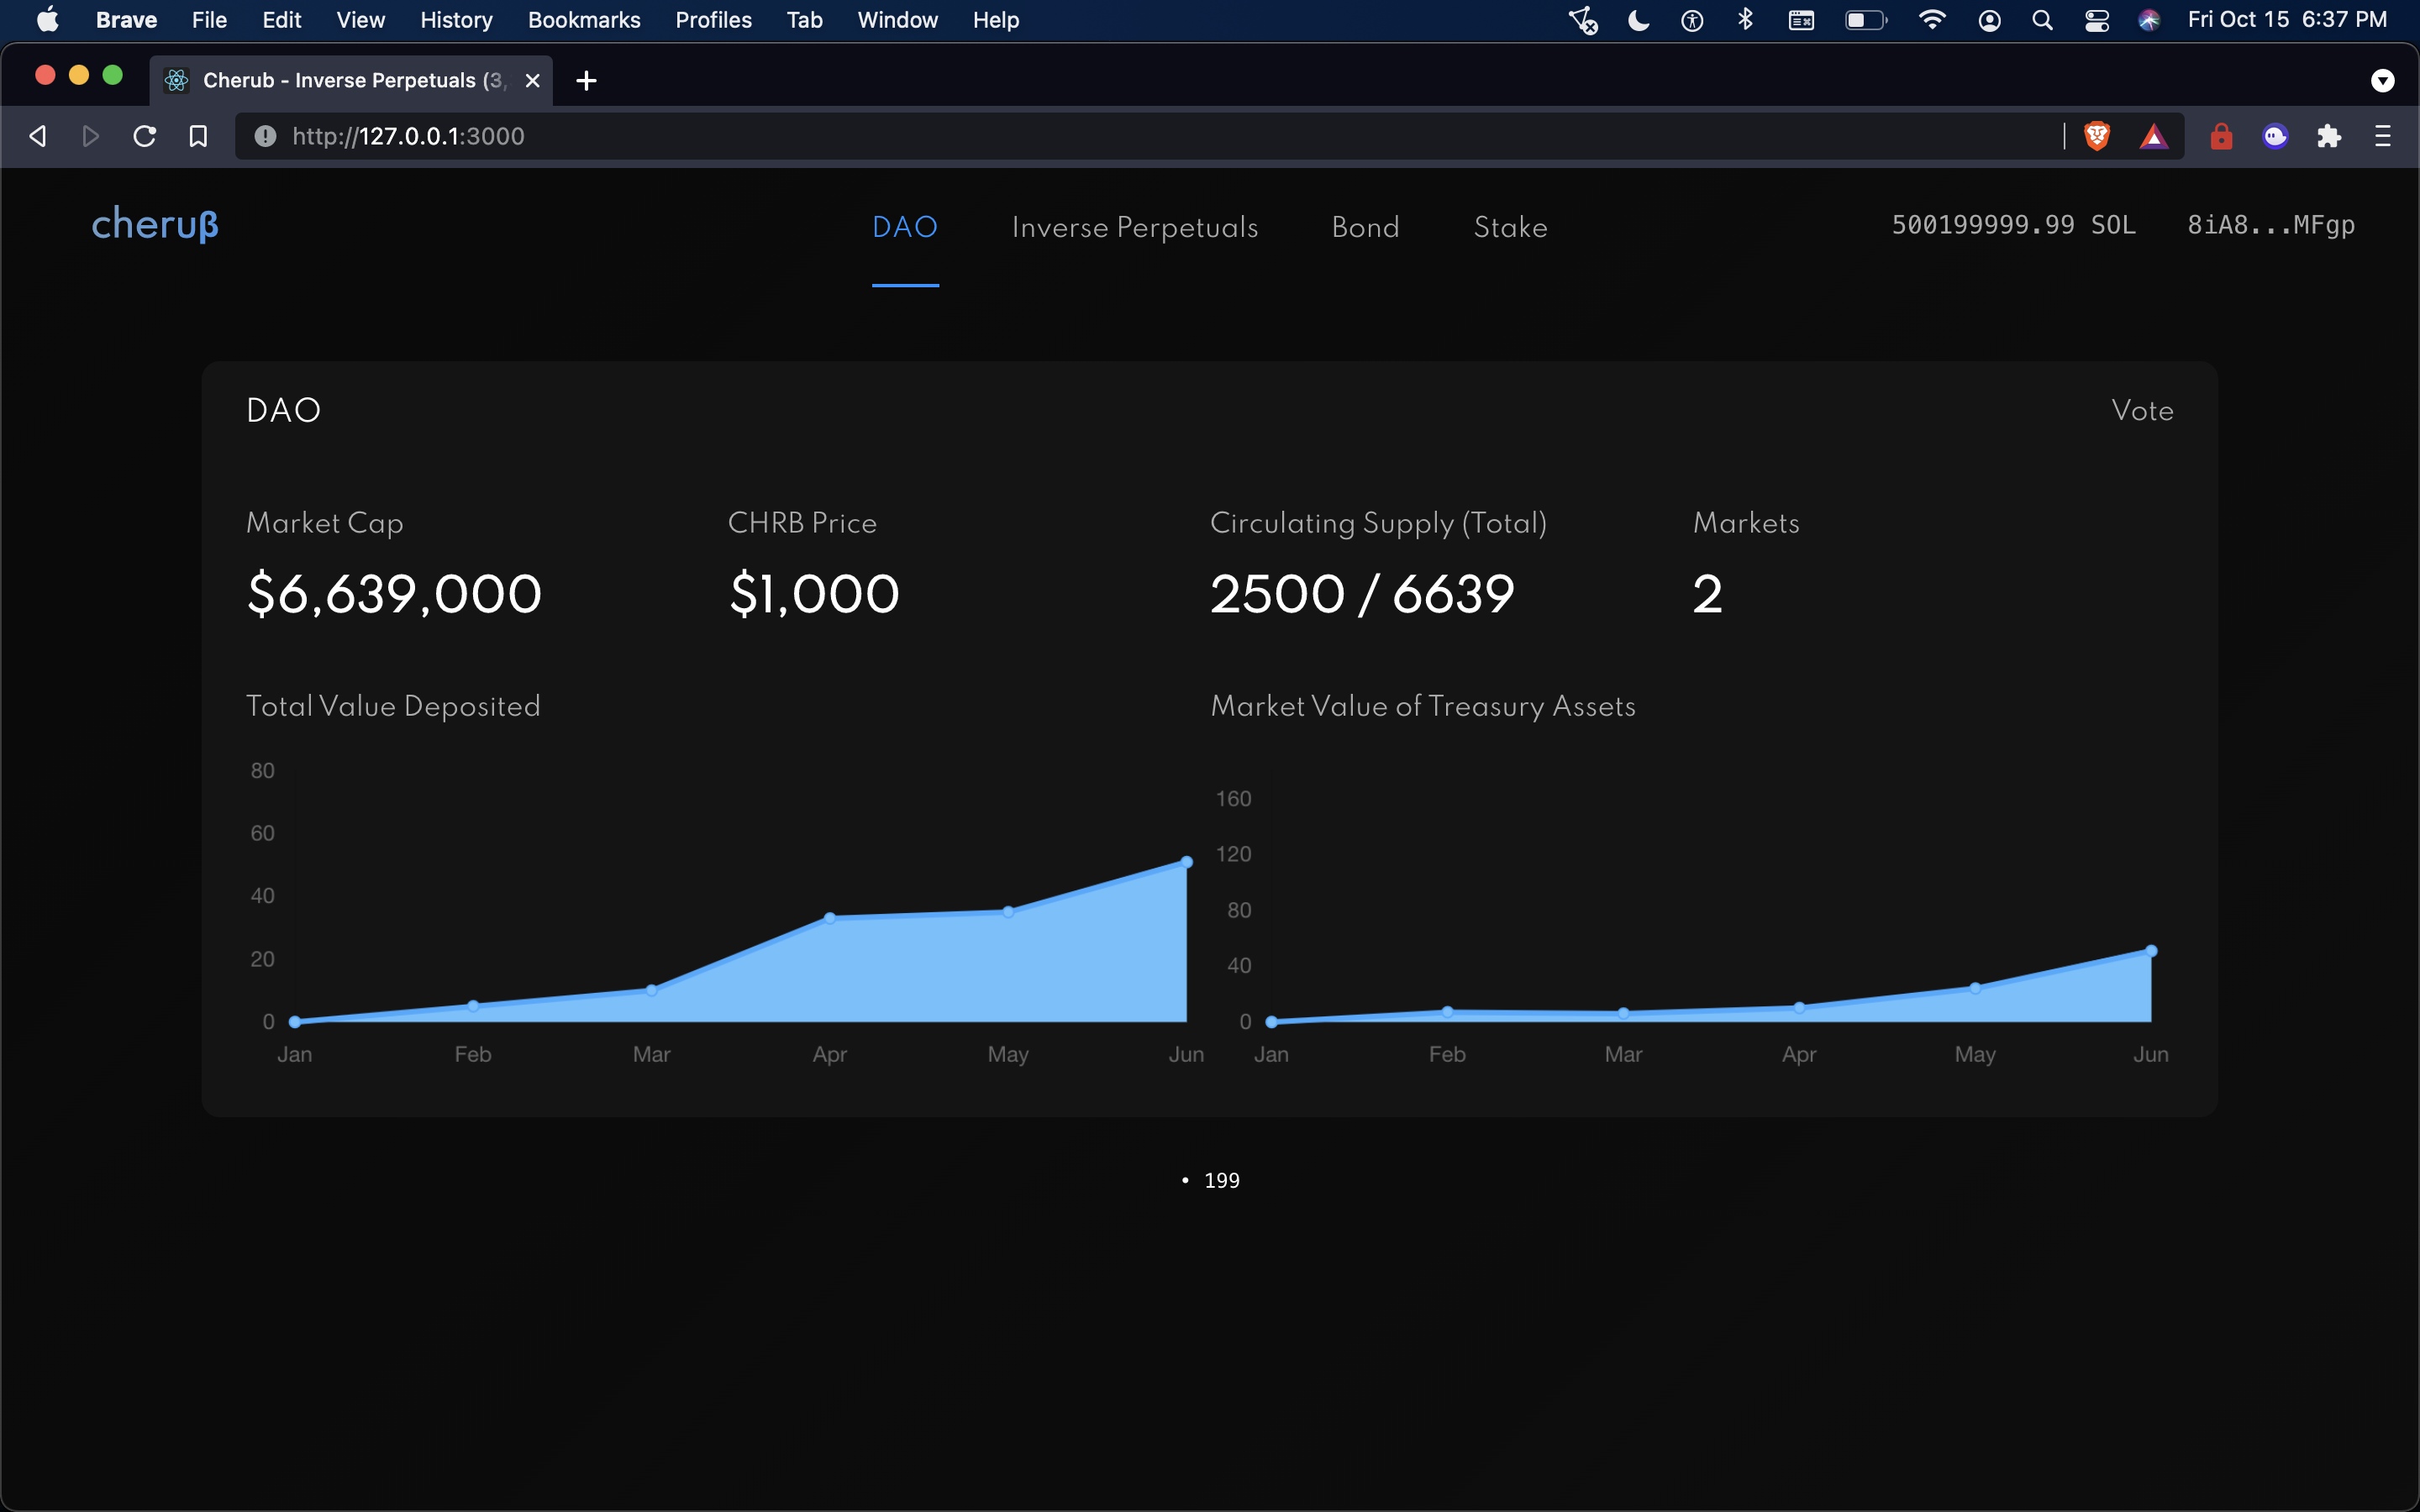 Brave File Edit View History Bookmarks Profiles Tab Window Help Fri Oct 15 6:37 PM
Cherub - Inverse Perpetuals (3,
http://127.0.0.1:3000
cheruβ DAO Inverse Perpetuals Bond Stake 500199999.99 SOL 8iA8...MFgp
DAO Vote
Market Cap CHRB Price Circulating Supply (Total) Markets
$6,639,000 $1,000 2500 / 6639 2
Total Value Deposited Market Value of Treasury Assets
80
60
40
20
0
Jan Feb Mar Apr May Jun
160
120
80
40
0
Jan Feb Mar Apr May Jun
• 199